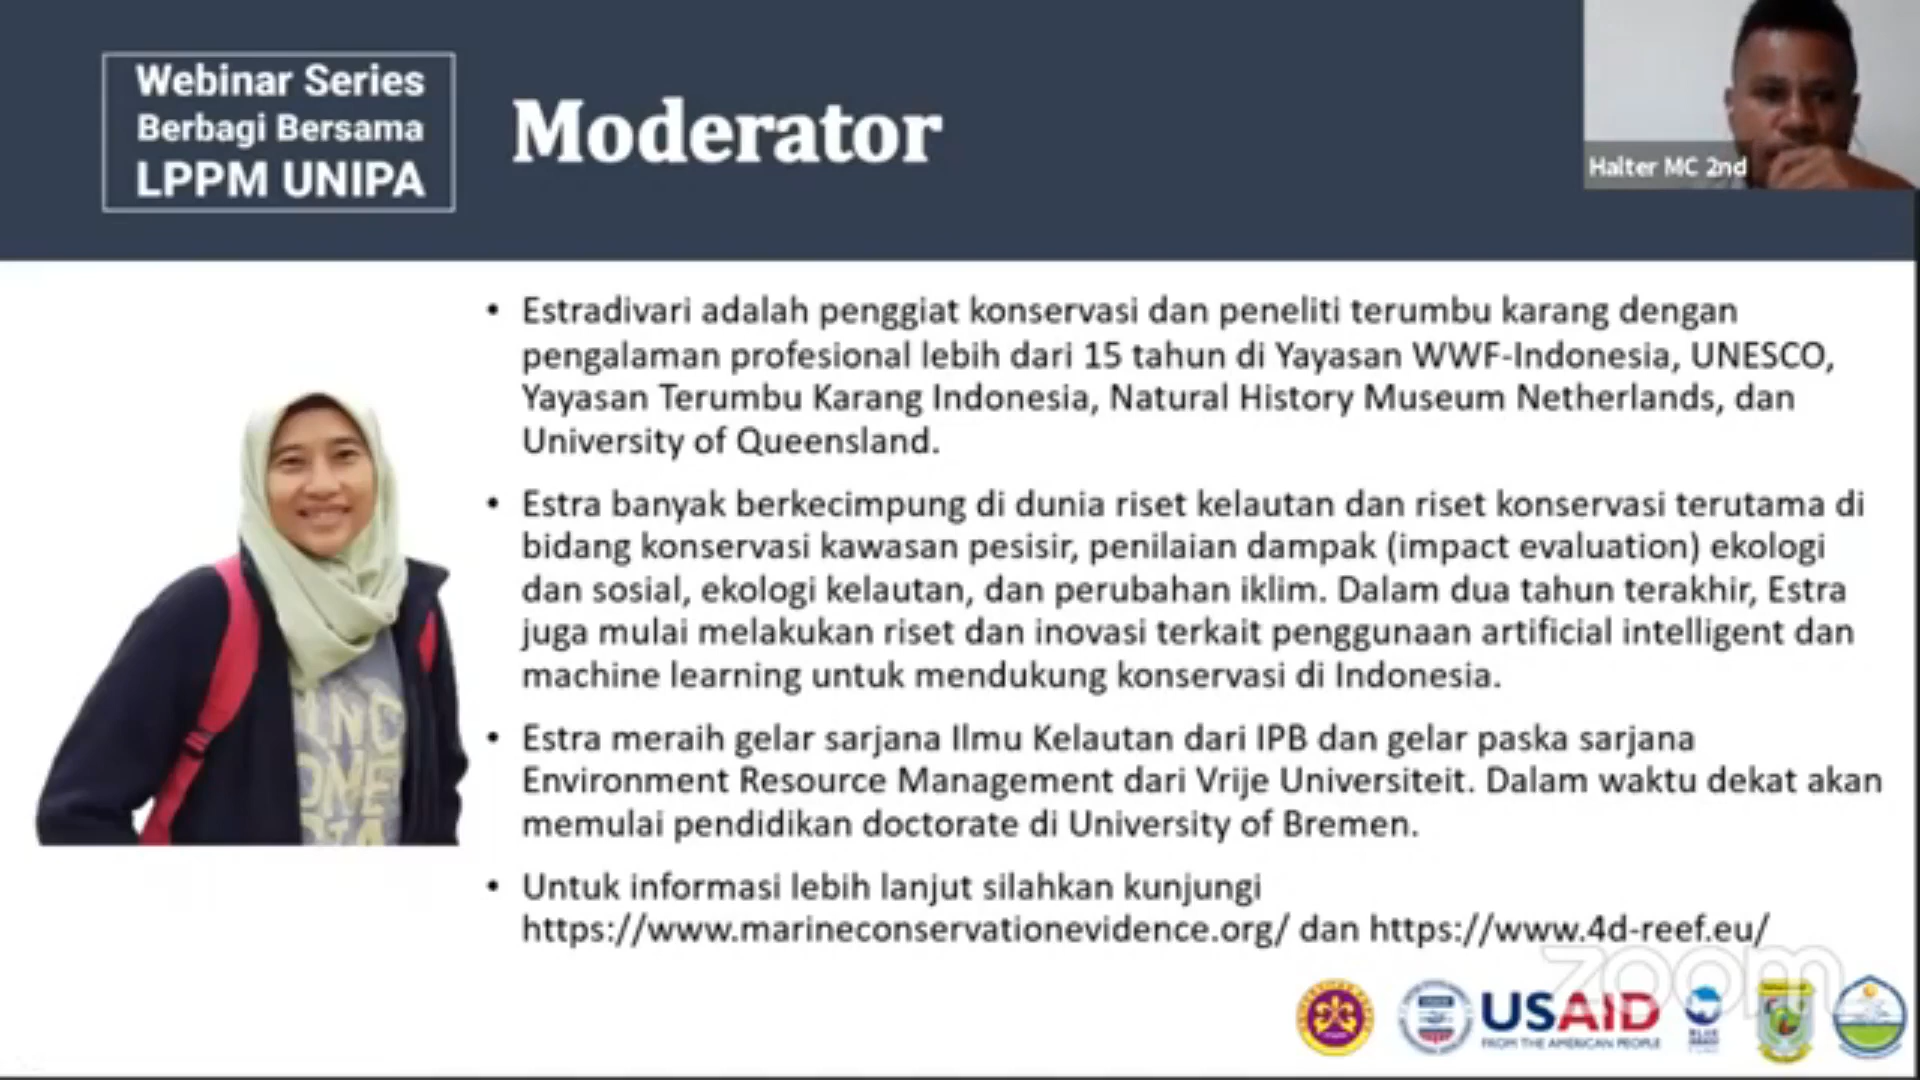 Webinar Series
Berbagi Bersama
LPPM UNIPA
Moderator
Halter MC 2nd
• Estradivari adalah penggiat konservasi dan peneliti terumbu karang dengan
pengalaman profesional lebih dari 15 tahun di Yayasan WWF-Indonesia, UNESCO,
Yayasan Terumbu Karang Indonesia, Natural History Museum Netherlands, dan
University of Queensland.
• Estra banyak berkecimpung di dunia riset kelautan dan riset konservasi terutama di
bidang konservasi kawasan pesisir, penilaian dampak (impact evaluation) ekologi
dan sosial, ekologi kelautan, dan perubahan iklim. Dalam dua tahun terakhir, Estra
juga mulai melakukan riset dan inovasi terkait penggunaan artificial intelligent dan
machine learning untuk mendukung konservasi di Indonesia.
• Estra meraih gelar sarjana Ilmu Kelautan dari IPB dan gelar paska sarjana
Environment Resource Management dari Vrije Universiteit. Dalam waktu dekat akan
memulai pendidikan doctorate di University of Bremen.
• Untuk informasi lebih lanjut silahkan kunjungi
https://www.marineconservationevidence.org/ dan https://www.4d-reef.eu/
zoom
USAID
FROM THE AMERICAN PEOPLE